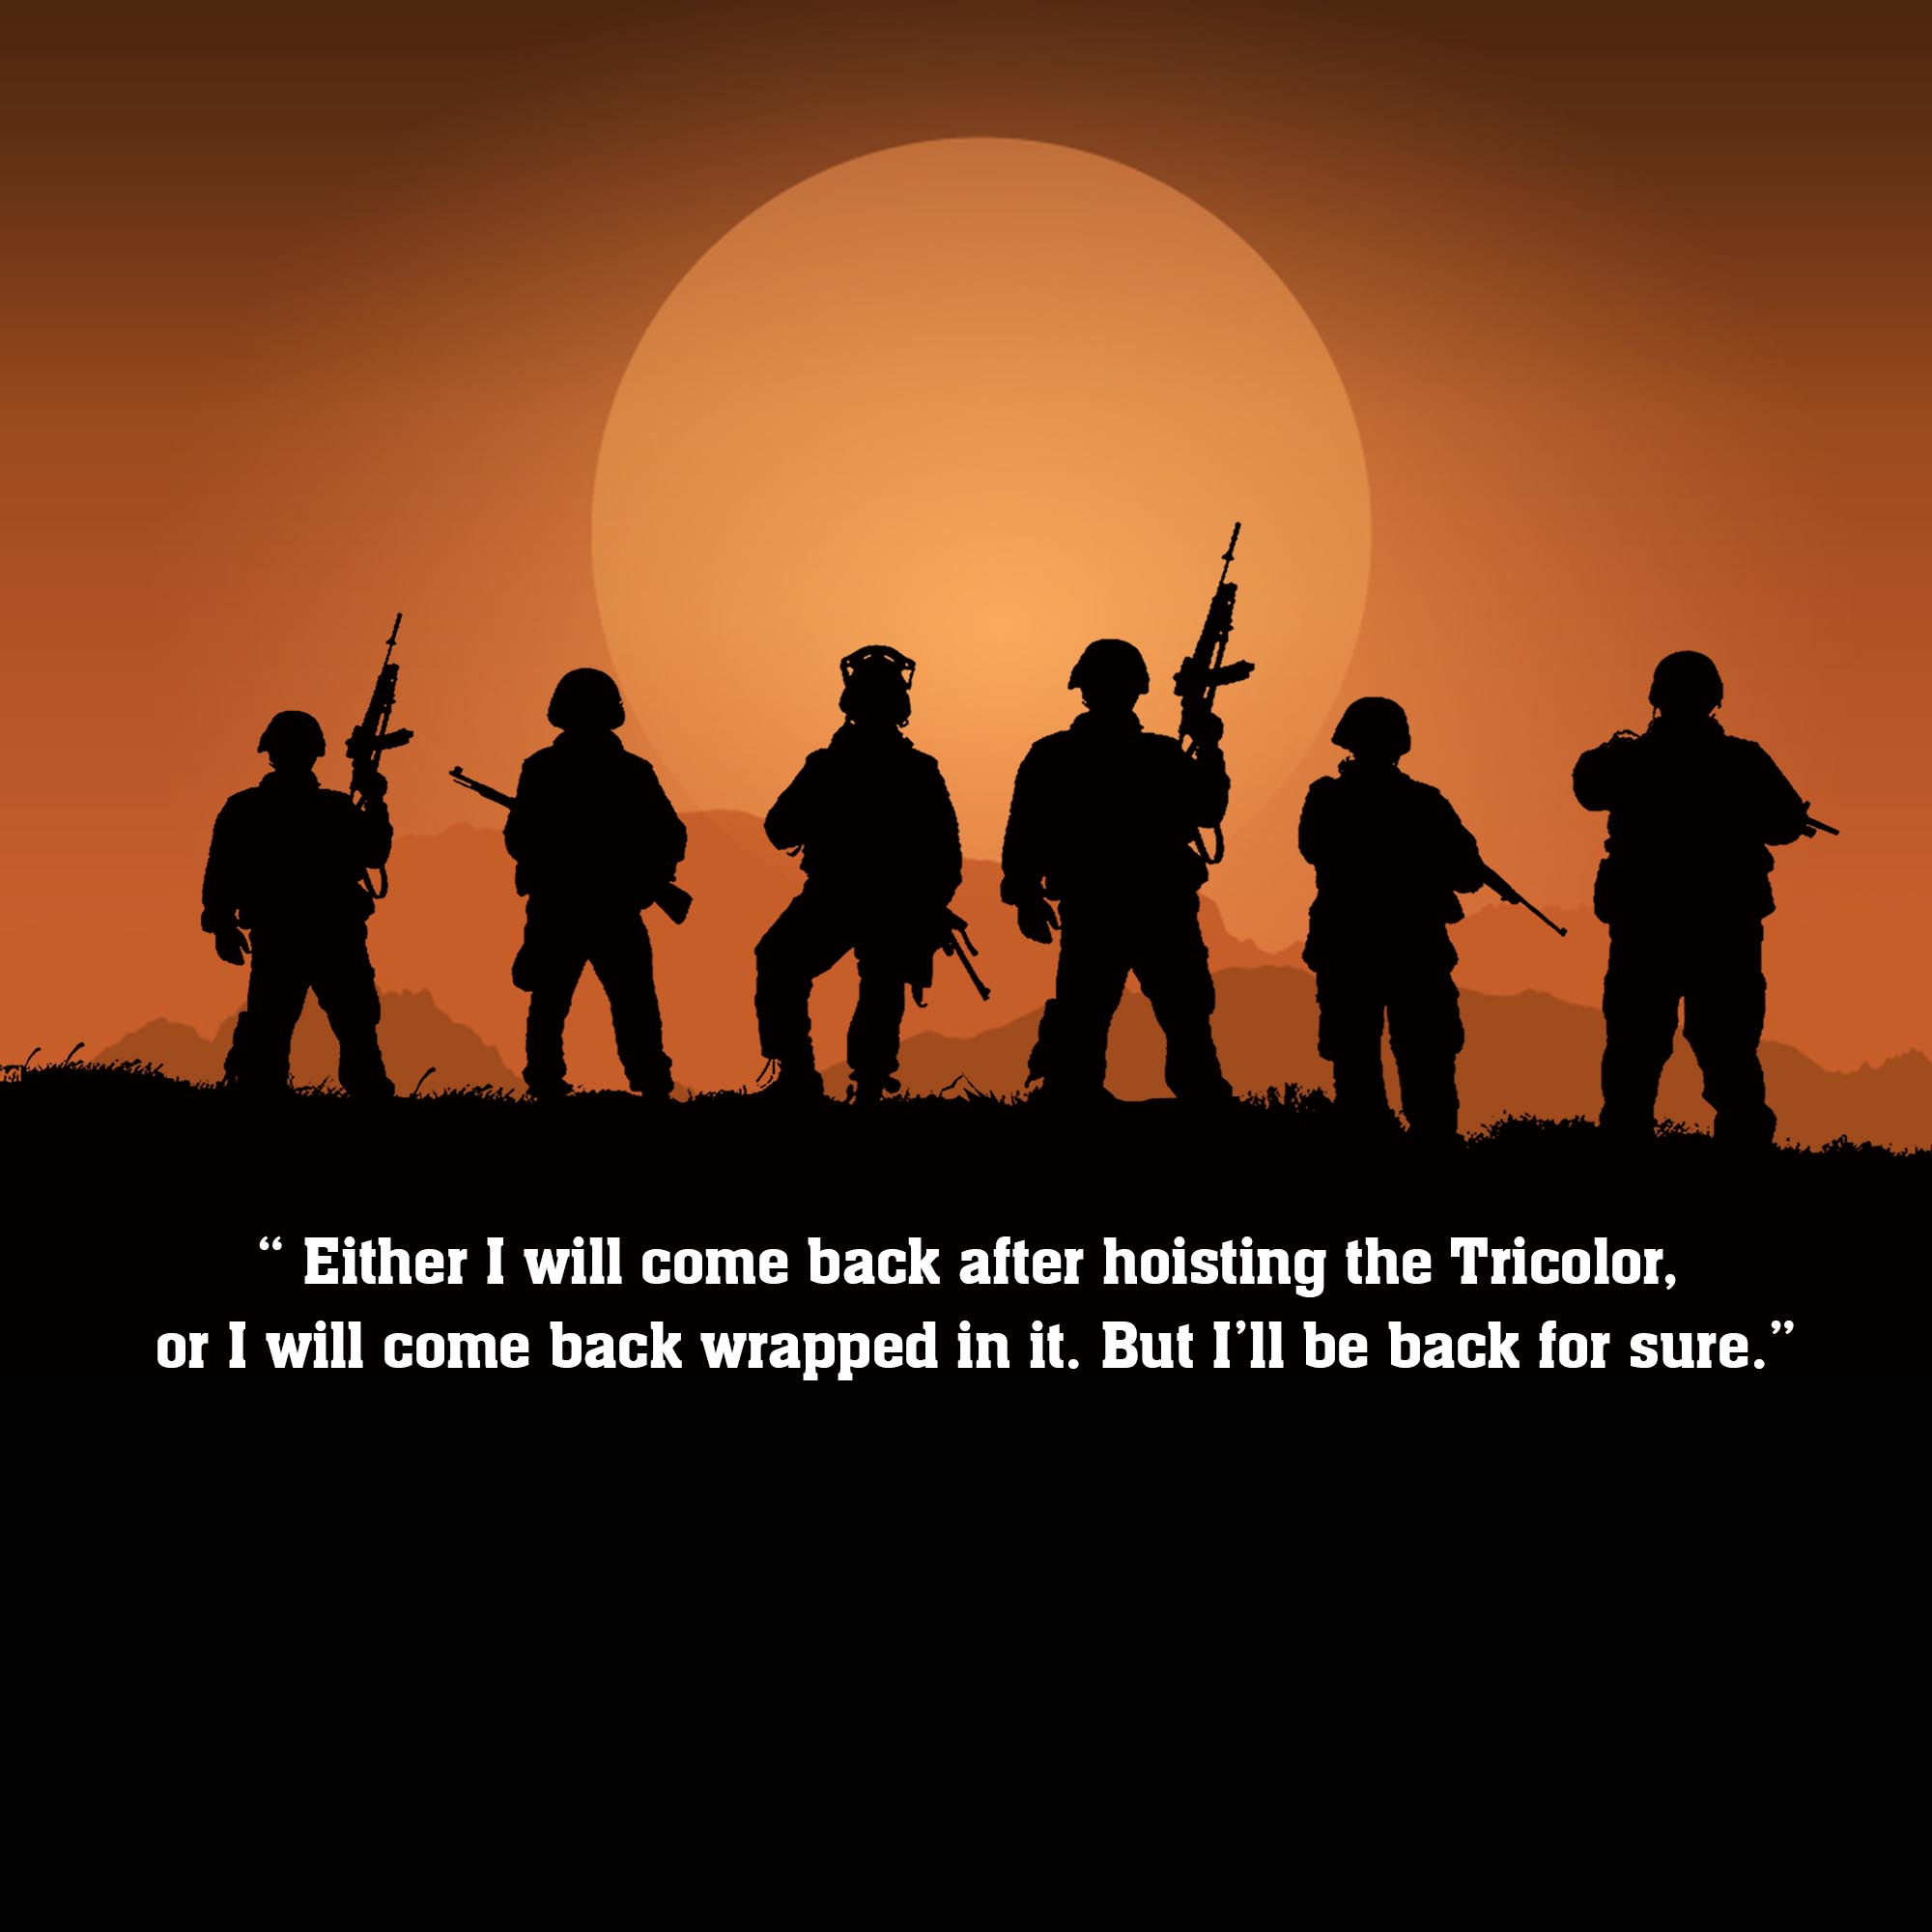 “ Either I will come back after hoisting the Tricolor,
or I will come back wrapped in it. But I’ll be back for sure.”